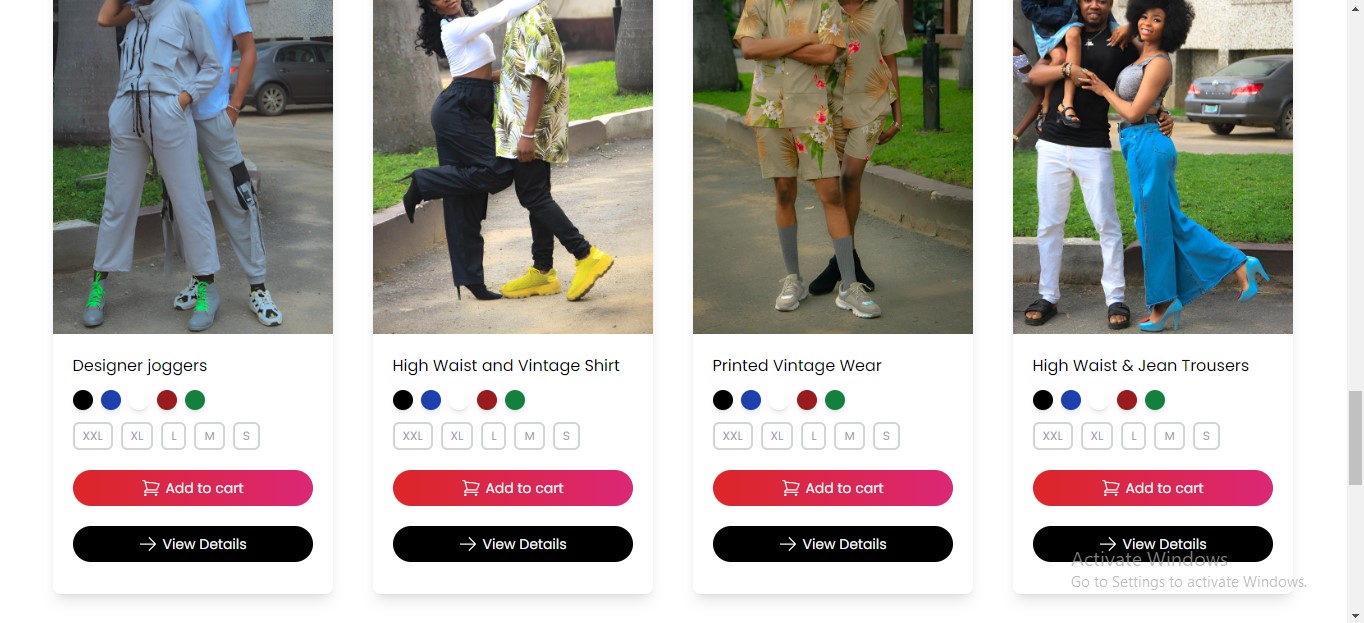 Designer joggers
XXL XL L M S
Add to cart
View Details
High Waist and Vintage Shirt
XXL XL L M S
Add to cart
View Details
Printed Vintage Wear
XXL XL L M S
Add to cart
View Details
High Waist & Jean Trousers
XXL XL L M S
Add to cart
View Details
Activate Windows
Go to Settings to activate Windows.